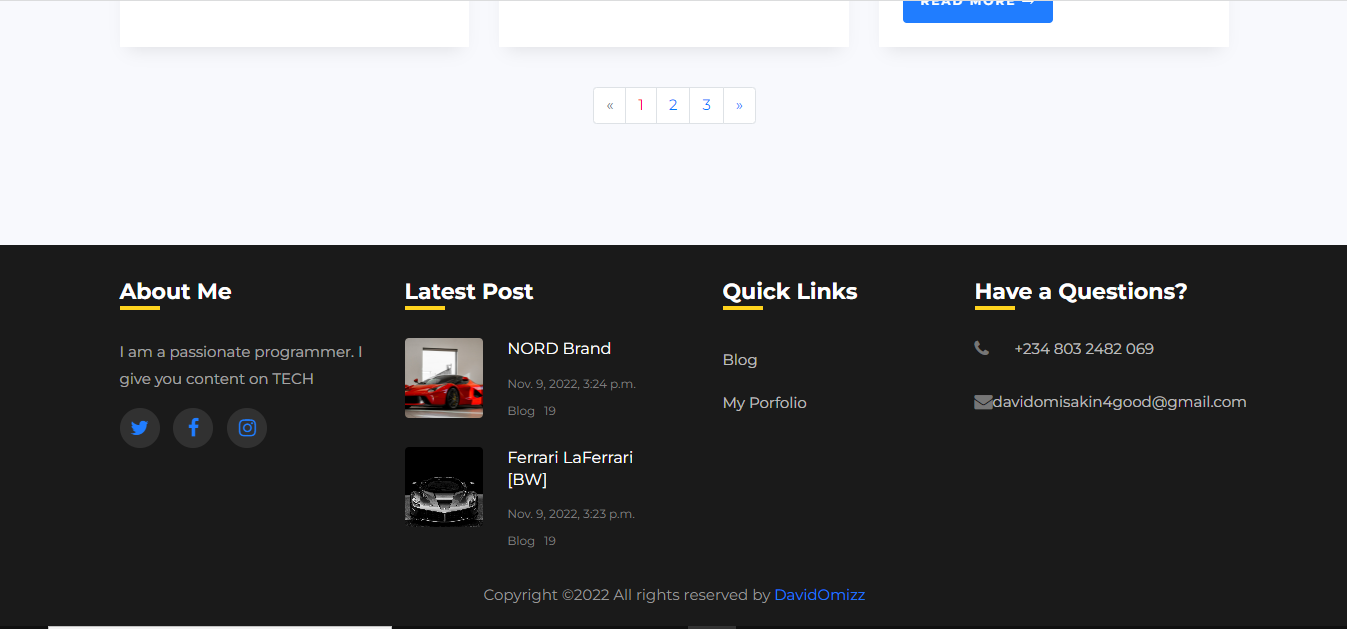 READ MORE →
« 1 2 3 »
About Me
I am a passionate programmer. I
give you content on TECH
Latest Post
NORD Brand
Nov. 9, 2022, 3:24 p.m.
Blog 19
Ferrari LaFerrari
[BW]
Nov. 9, 2022, 3:23 p.m.
Blog 19
Quick Links
Blog
My Porfolio
Have a Questions?
+234 803 2482 069
davidomisakin4good@gmail.com
Copyright ©2022 All rights reserved by DavidOmizz